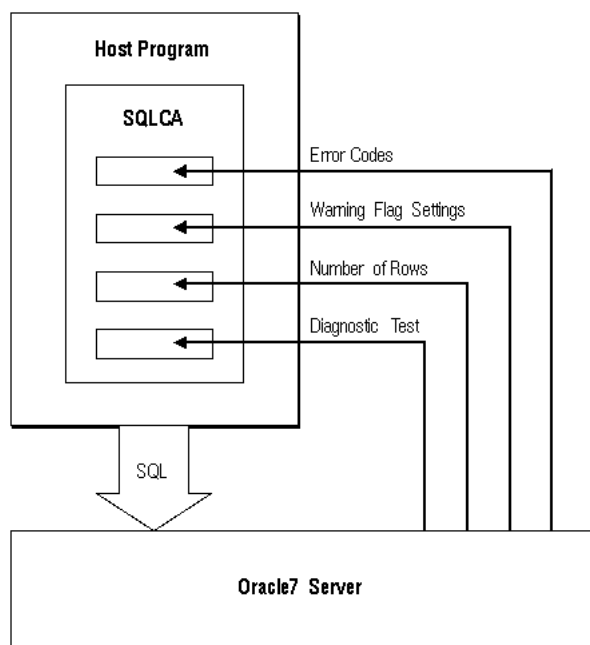 Host Program
SQLCA
Error Codes
Warning Flag Settings
Number of Rows
Diagnostic Test
SQL
Oracle7 Server